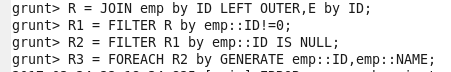 grunt> R = JOIN emp by ID LEFT OUTER,E by ID;
grunt> R1 = FILTER R by emp::ID!=0;
grunt> R2 = FILTER R1 by emp::ID IS NULL;
grunt> R3 = FOREACH R2 by GENERATE emp::ID,emp::NAME;